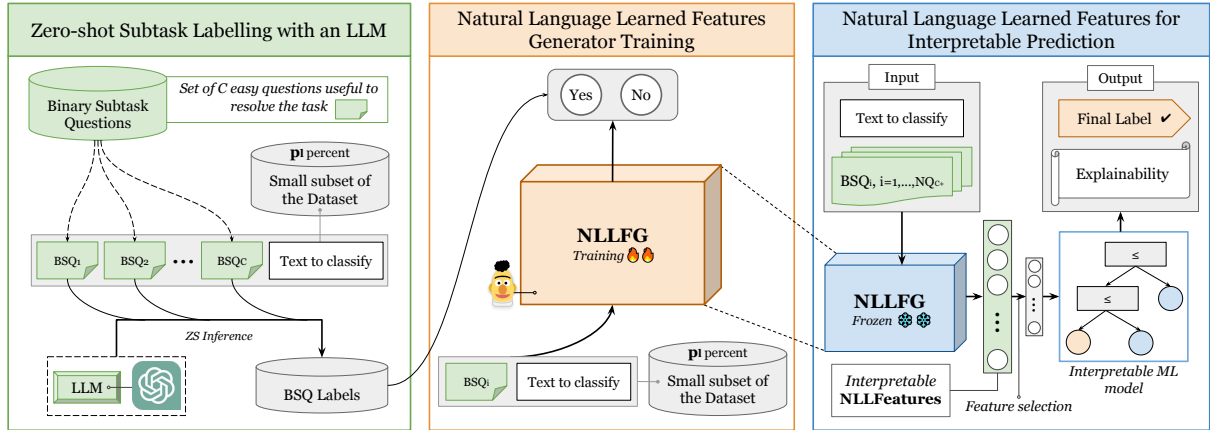 Zero-shot Subtask Labelling with an LLM
Binary Subtask
Questions
Set of C easy questions useful to
resolve the task
p1 percent
Small subset of
the Dataset
BSQ1
BSQ2
•••
BSQC
Text to classify
ZS Inference
LLM
BSQ Labels
Natural Language Learned Features
Generator Training
Yes
No
NLLFG
Training
BSQi
Text to classify
p1 percent
Small subset of
the Dataset
Natural Language Learned Features for
Interpretable Prediction
Input
Text to classify
BSQi, i=1,...,NQC+
Output
Final Label ✔
Explainability
NLLFG
Frozen
≤
≤
Interpretable
NLLFeatures
Feature selection
Interpretable ML
model